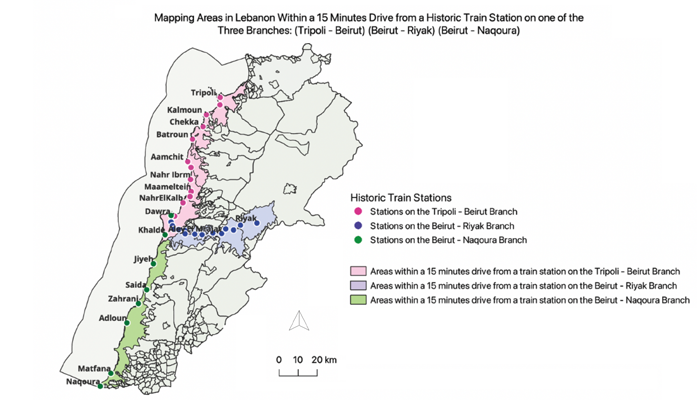 Mapping Areas in Lebanon Within a 15 Minutes Drive from a Historic Train Station on one of the
Three Branches: (Tripoli - Beirut) (Beirut - Riyak) (Beirut - Naqoura)
Tripoli
Kalmoun
Chekka
Batroun
Aamchit
Nahr Ibrm
Maameltein
NahrElKalb
Dawra
Riyak
Khalde
Jiyeh
Saida
Zahrani
Adloun
Matfana
Naqoura
Historic Train Stations
Stations on the Tripoli - Beirut Branch
Stations on the Beirut - Riyak Branch
Stations on the Beirut - Naqoura Branch
Areas within a 15 minutes drive from a train station on the Tripoli - Beirut Branch
Areas within a 15 minutes drive from a train station on the Beirut - Riyak Branch
Areas within a 15 minutes drive from a train station on the Beirut - Naqoura Branch
0 10 20 km